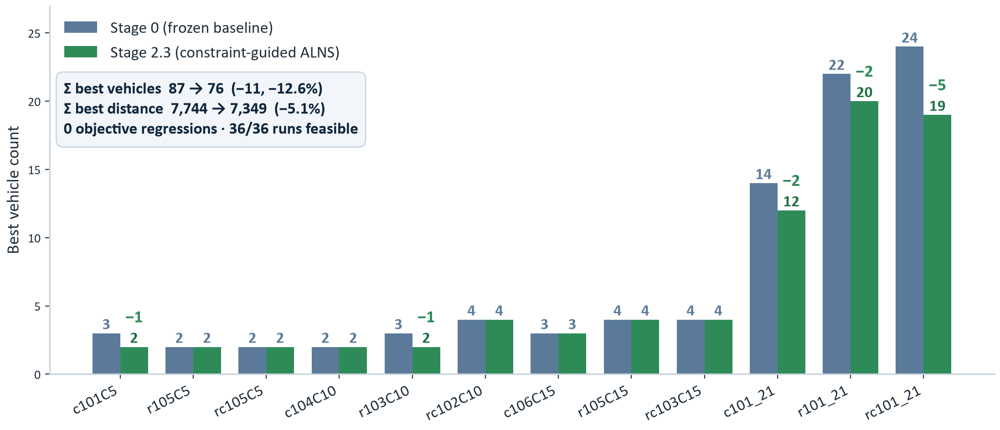 Stage 0 (frozen baseline)
Stage 2.3 (constraint-guided ALNS)
Σ best vehicles 87 → 76 (−11, −12.6%)
Σ best distance 7,744 → 7,349 (−5.1%)
0 objective regressions · 36/36 runs feasible
Best vehicle count
25
20
15
10
5
0
3
−1
2
2 2
2 2
2 2
3
−1
2
4 4
3 3
4 4
4 4
14
−2
12
22
−2
20
24
−5
19
c101C5
r105C5
rc105C5
c104C10
r103C10
rc102C10
c106C15
r105C15
rc103C15
c101_21
r101_21
rc101_21